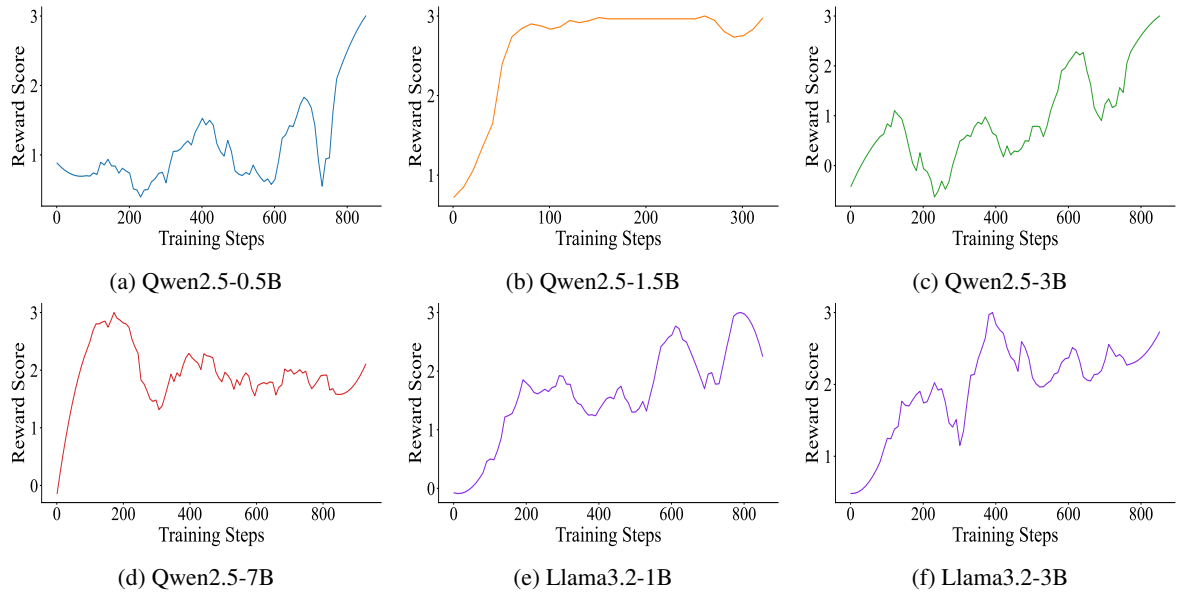 Reward Score
3
2
1
0 200 400 600 800
Training Steps
(a) Qwen2.5-0.5B
Reward Score
3
2
1
0 100 200 300
Training Steps
(b) Qwen2.5-1.5B
Reward Score
3
2
1
0
0 200 400 600 800
Training Steps
(c) Qwen2.5-3B
Reward Score
3
2
1
0
0 200 400 600 800
Training Steps
(d) Qwen2.5-7B
Reward Score
3
2
1
0
0 200 400 600 800
Training Steps
(e) Llama3.2-1B
Reward Score
3
2
1
0 200 400 600 800
Training Steps
(f) Llama3.2-3B